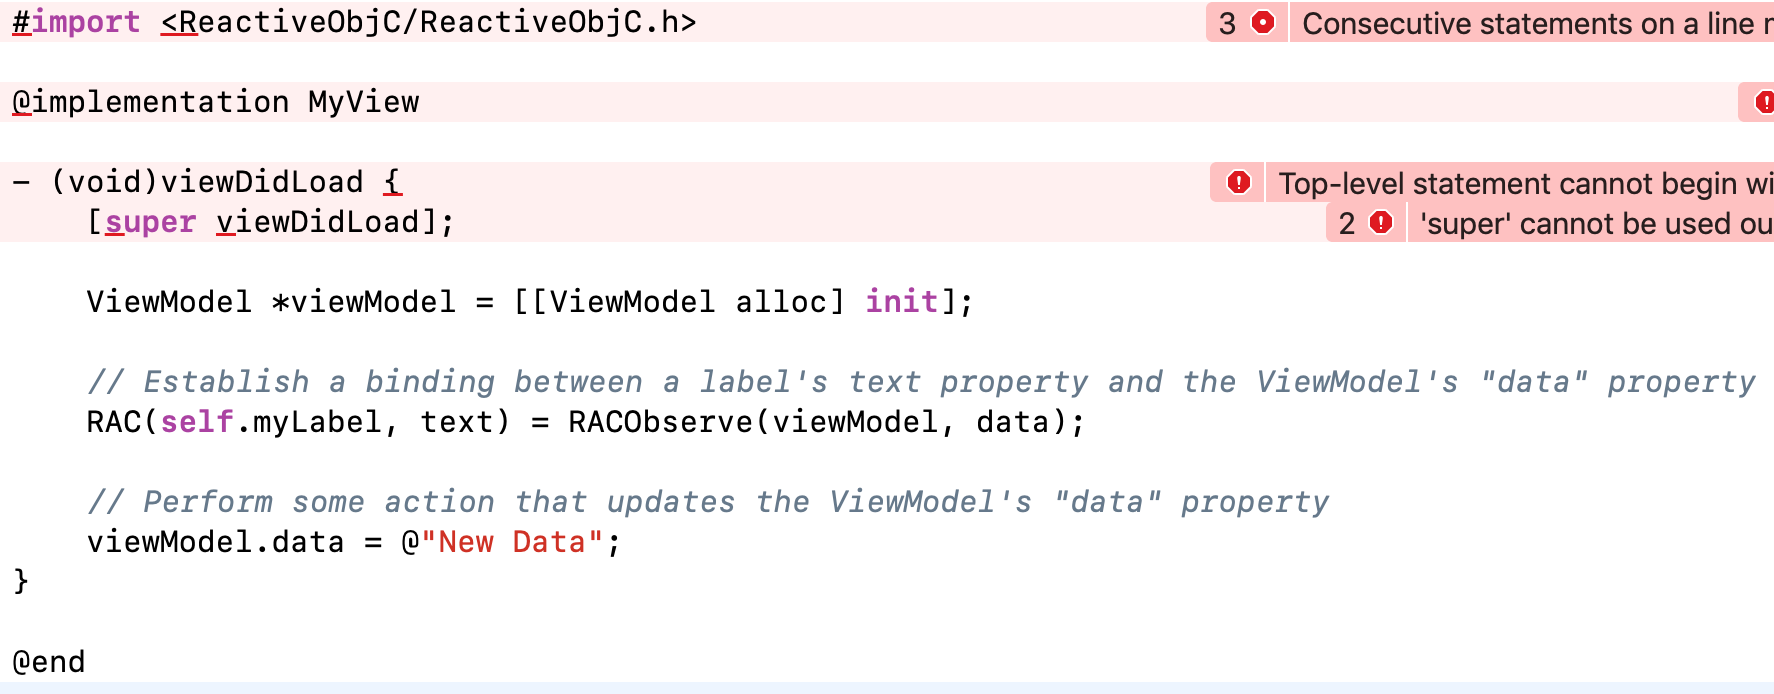 #import <ReactiveObjC/ReactiveObjC.h> 3 Consecutive statements on a line
@implementation MyView
- (void)viewDidLoad { Top-level statement cannot begin
[super viewDidLoad]; 2 'super' cannot be used
ViewModel *viewModel = [[ViewModel alloc] init];
// Establish a binding between a label's text property and the ViewModel's "data" property
RAC(self.myLabel, text) = RACObserve(viewModel, data);
// Perform some action that updates the ViewModel's "data" property
viewModel.data = @"New Data";
}
@end